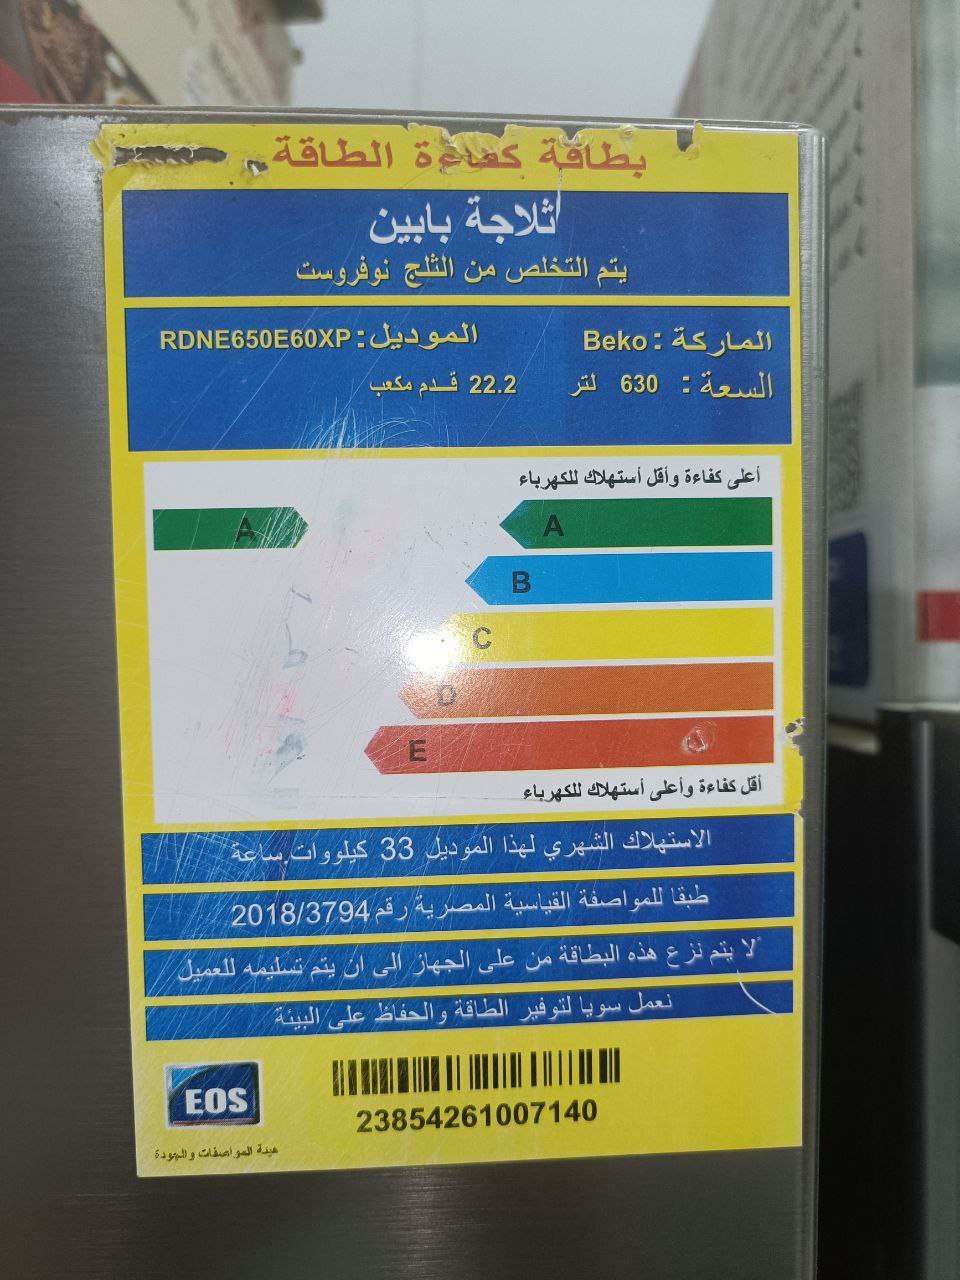 بطاقة كفاءة الطاقة
ثلاجة بابين
يتم التخلص من الثلج نوفروست
الماركة : Beko الموديل : RDNE650E60XP
السعة : 630 لتر 22.2 قدم مكعب
أعلى كفاءة وأقل أستهلاك للكهرباء
A A
B
C
D
E
أقل كفاءة وأعلى أستهلاك للكهرباء
الاستهلاك الشهري لهذا الموديل 33 كيلووات.ساعة
طبقا للمواصفة القياسية المصرية رقم 2018/3794
لا يتم نزع هذه البطاقة من على الجهاز الى ان يتم تسليمه للعميل
نعمل سويا لتوفير الطاقة والحفاظ على البيئة
EOS
23854261007140
هيئة المواصفات والجودة